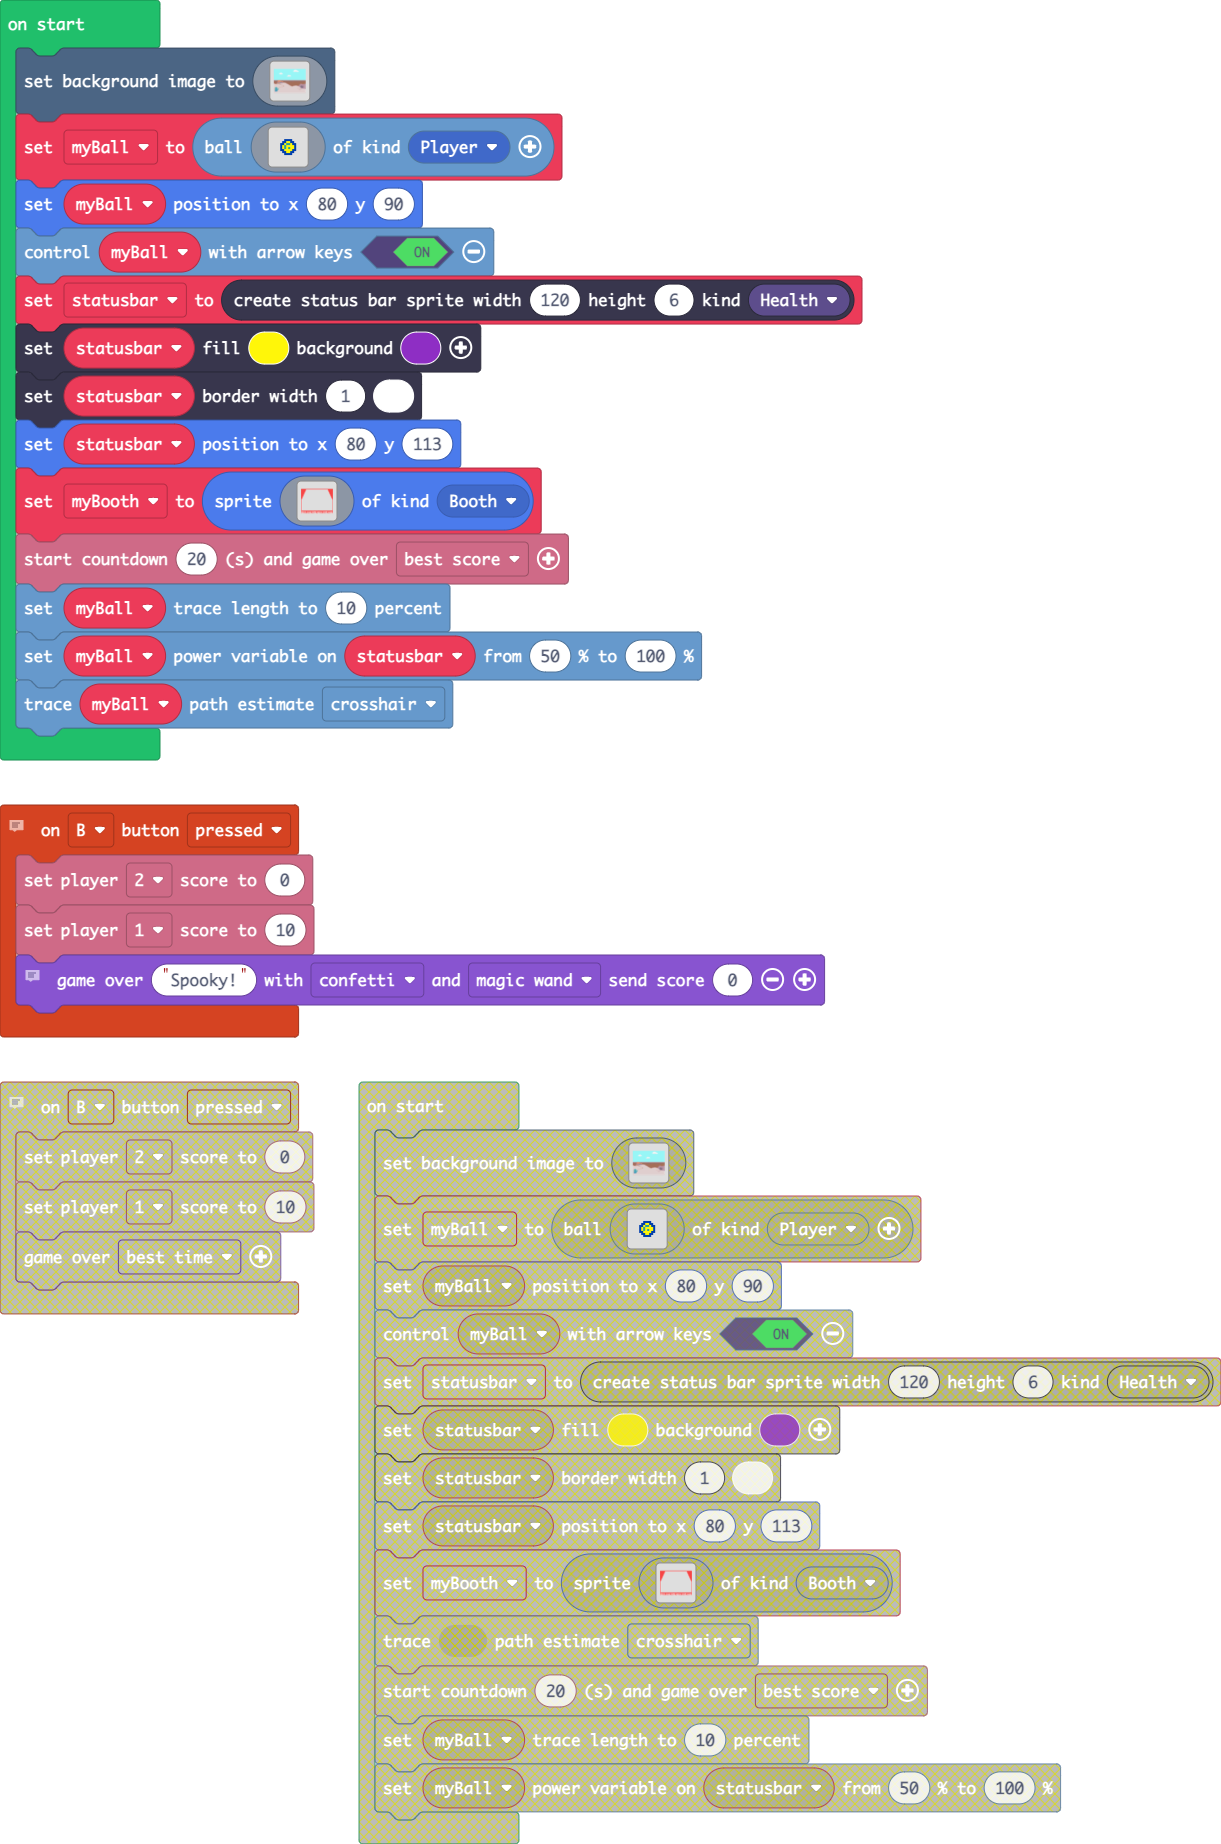 on start
set background image to
set myBall to ball of kind Player
set myBall position to x 80 y 90
control myBall with arrow keys ON
set statusbar to create status bar sprite width 120 height 6 kind Health
set statusbar fill background
set statusbar border width 1
set statusbar position to x 80 y 113
set myBooth to sprite of kind Booth
start countdown 20 (s) and game over best score
set myBall trace length to 10 percent
set myBall power variable on statusbar from 50 % to 100 %
trace myBall path estimate crosshair
on B button pressed
set player 2 score to 0
set player 1 score to 10
game over "Spooky!" with confetti and magic wand send score 0
on B button pressed
set player 2 score to 0
set player 1 score to 10
game over best time
on start
set background image to
set myBall to ball of kind Player
set myBall position to x 80 y 90
control myBall with arrow keys ON
set statusbar to create status bar sprite width 120 height 6 kind Health
set statusbar fill background
set statusbar border width 1
set statusbar position to x 80 y 113
set myBooth to sprite of kind Booth
trace path estimate crosshair
start countdown 20 (s) and game over best score
set myBall trace length to 10 percent
set myBall power variable on statusbar from 50 % to 100 %